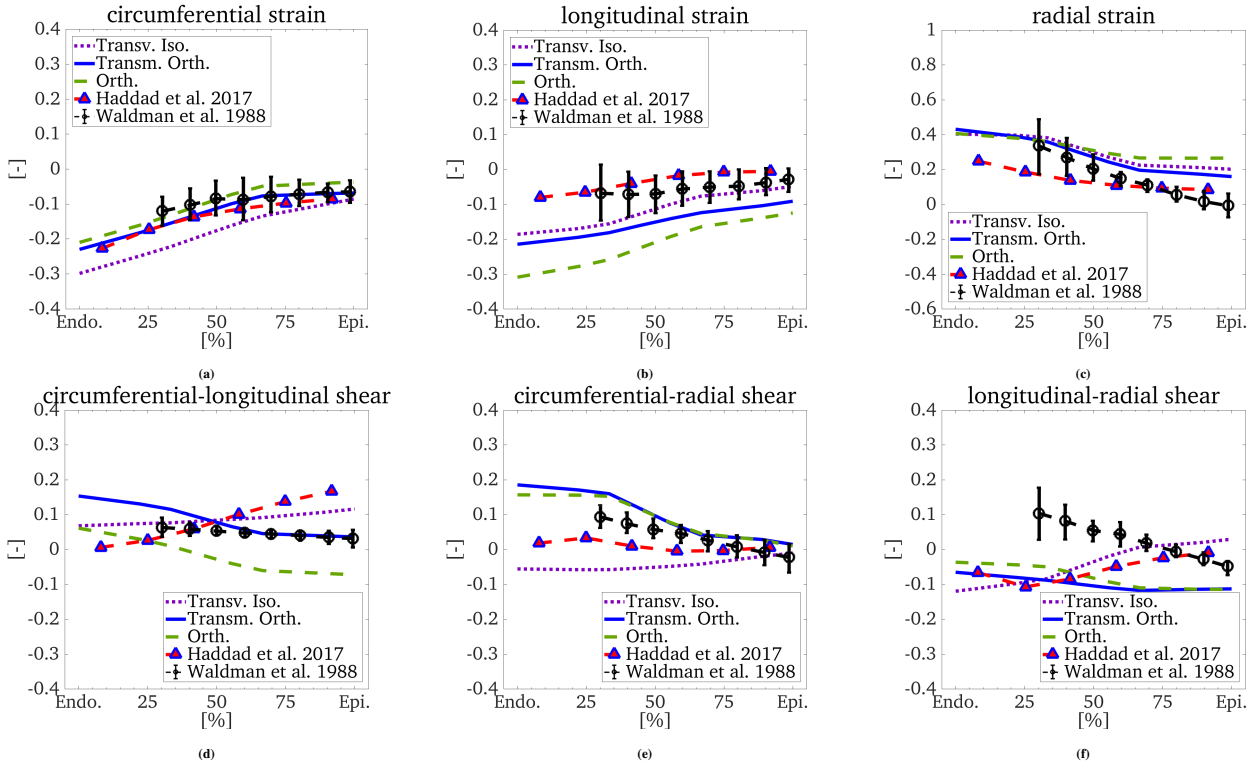 circumferential strain
0.4
0.3
0.2
0.1
0
-0.1
-0.2
-0.3
-0.4
[-]
Transv. Iso.
Transm. Orth.
Orth.
Haddad et al. 2017
Waldman et al. 1988
Endo. 25 50 75 Epi.
[%]
(a)
longitudinal strain
0.4
0.3
0.2
0.1
0
-0.1
-0.2
-0.3
-0.4
[-]
Transv. Iso.
Transm. Orth.
Orth.
Haddad et al. 2017
Waldman et al. 1988
Endo. 25 50 75 Epi.
[%]
(b)
radial strain
1
0.8
0.6
0.4
0.2
0
-0.2
-0.4
-0.6
[-]
Transv. Iso.
Transm. Orth.
Orth.
Haddad et al. 2017
Waldman et al. 1988
Endo. 25 50 75 Epi.
[%]
(c)
circumferential-longitudinal shear
0.4
0.3
0.2
0.1
0
-0.1
-0.2
-0.3
-0.4
[-]
Transv. Iso.
Transm. Orth.
Orth.
Haddad et al. 2017
Waldman et al. 1988
Endo. 25 50 75 Epi.
[%]
(d)
circumferential-radial shear
0.4
0.3
0.2
0.1
0
-0.1
-0.2
-0.3
-0.4
[-]
Transv. Iso.
Transm. Orth.
Orth.
Haddad et al. 2017
Waldman et al. 1988
Endo. 25 50 75 Epi.
[%]
(e)
longitudinal-radial shear
0.4
0.3
0.2
0.1
0
-0.1
-0.2
-0.3
-0.4
[-]
Transv. Iso.
Transm. Orth.
Orth.
Haddad et al. 2017
Waldman et al. 1988
Endo. 25 50 75 Epi.
[%]
(f)